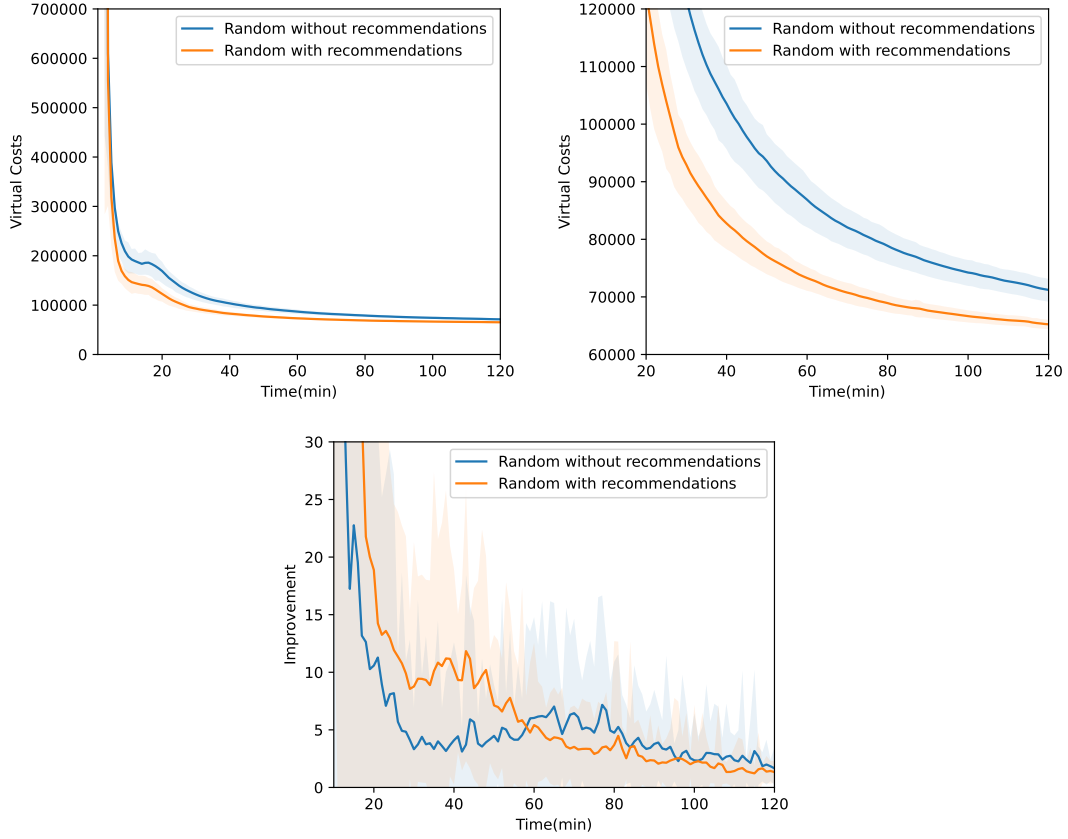 700000
600000
500000
400000
300000
200000
100000
0
Virtual Costs
20 40 60 80 100 120
Time(min)
Random without recommendations
Random with recommendations
120000
110000
100000
90000
80000
70000
60000
Virtual Costs
20 40 60 80 100 120
Time(min)
Random without recommendations
Random with recommendations
30
25
20
15
10
5
0
Improvement
20 40 60 80 100 120
Time(min)
Random without recommendations
Random with recommendations